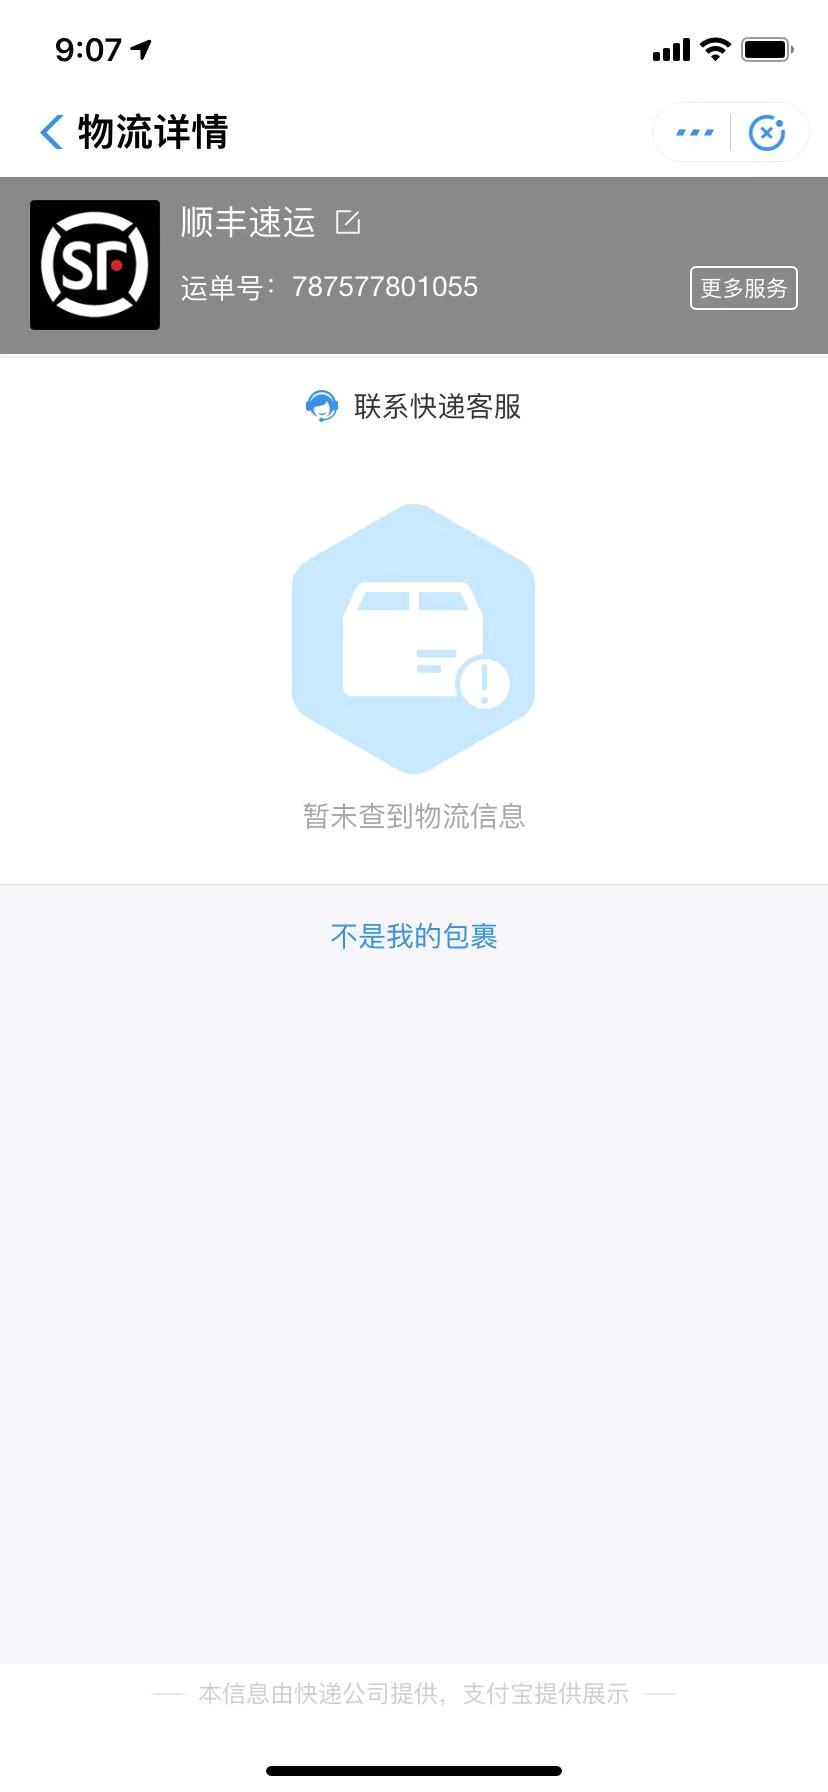 9:07
物流详情
SF
顺丰速运
运单号：787577801055
更多服务
联系快递客服
暂未查到物流信息
不是我的包裹
本信息由快递公司提供，支付宝提供展示